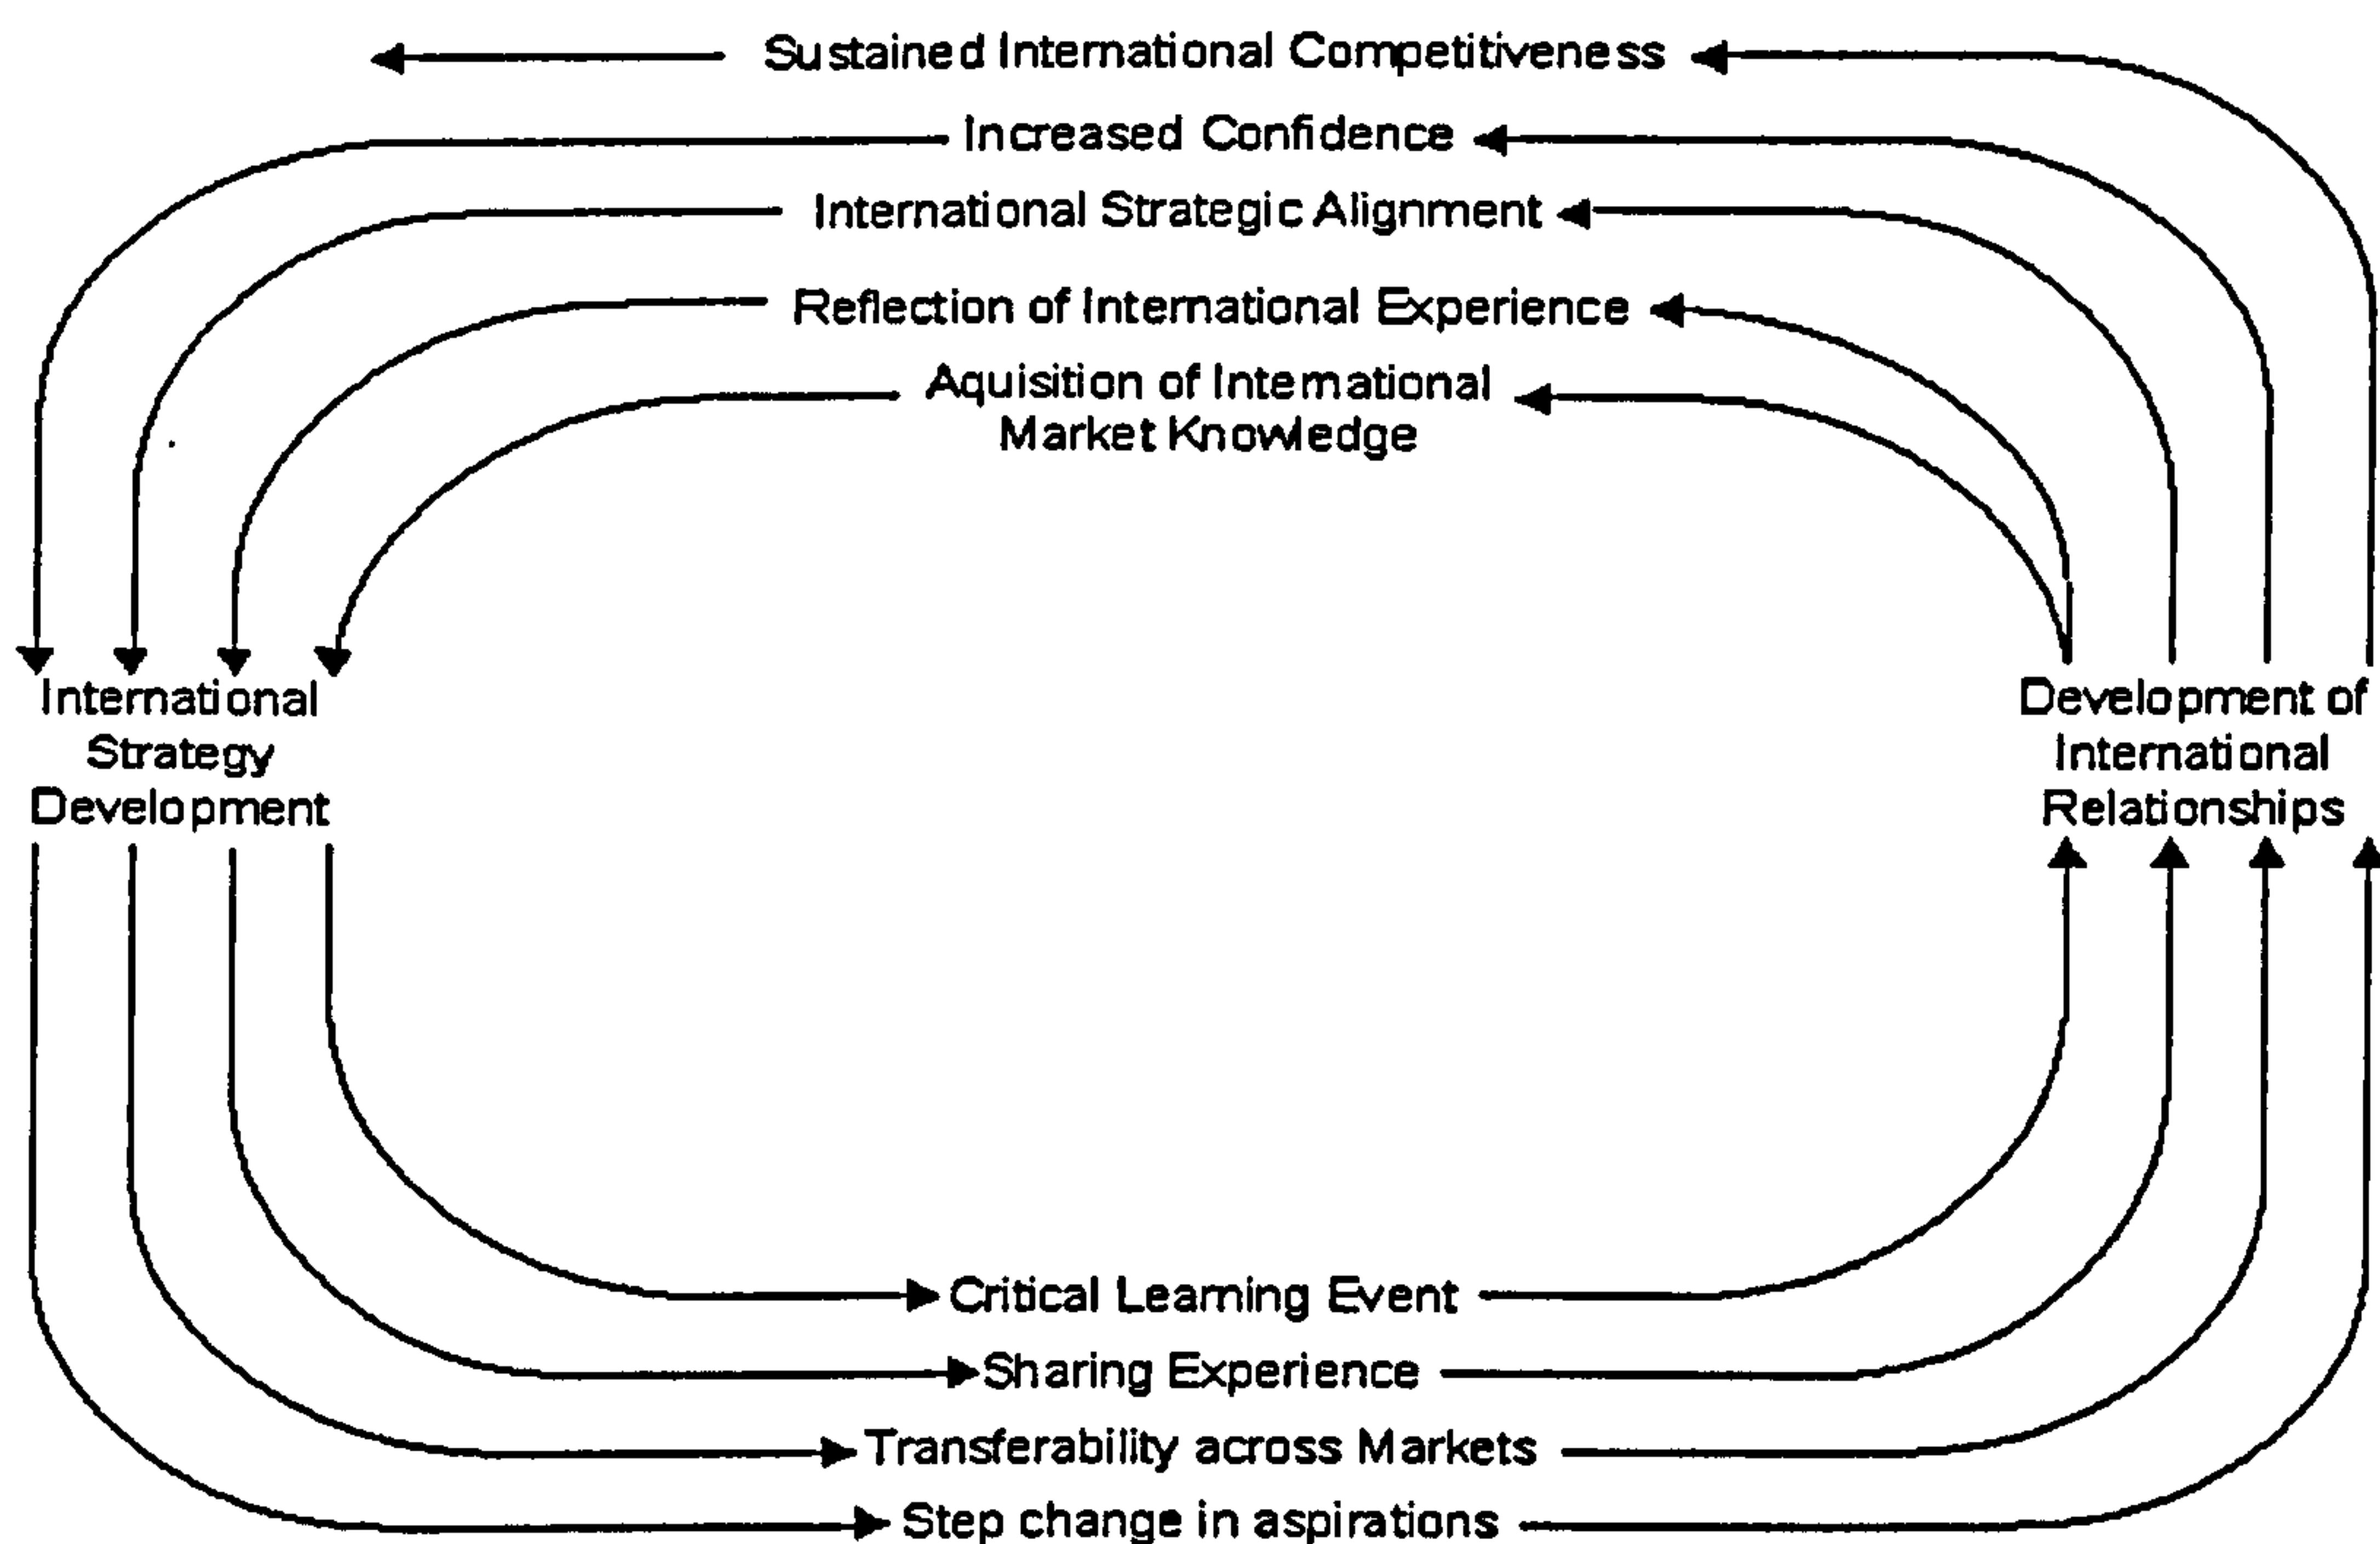 Sustained International Competitiveness
Increased Confidence
International Strategic Alignment
Reflection of International Experience
Aquisition of International
Market Knowledge
International
Strategy
Development
Development of
International
Relationships
Critical Learning Event
Sharing Experience
Transferability across Markets
Step change in aspirations